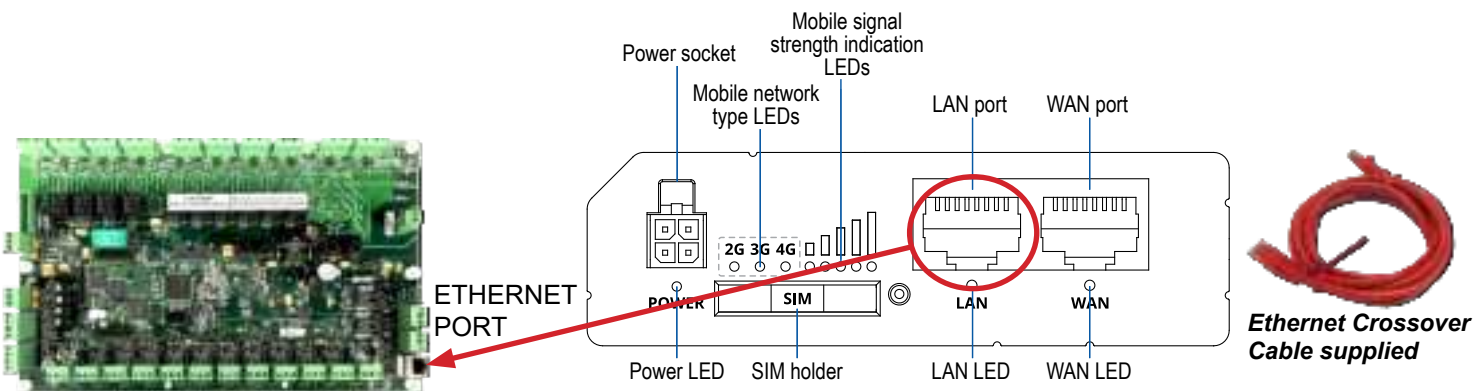 Mobile signal
strength indication
LEDs
Power socket
Mobile network
type LEDs
LAN port
WAN port
2G 3G 4G
ETHERNET
PORT
POWER
SIM
LAN
WAN
Power LED
SIM holder
LAN LED
WAN LED
Ethernet Crossover
Cable supplied